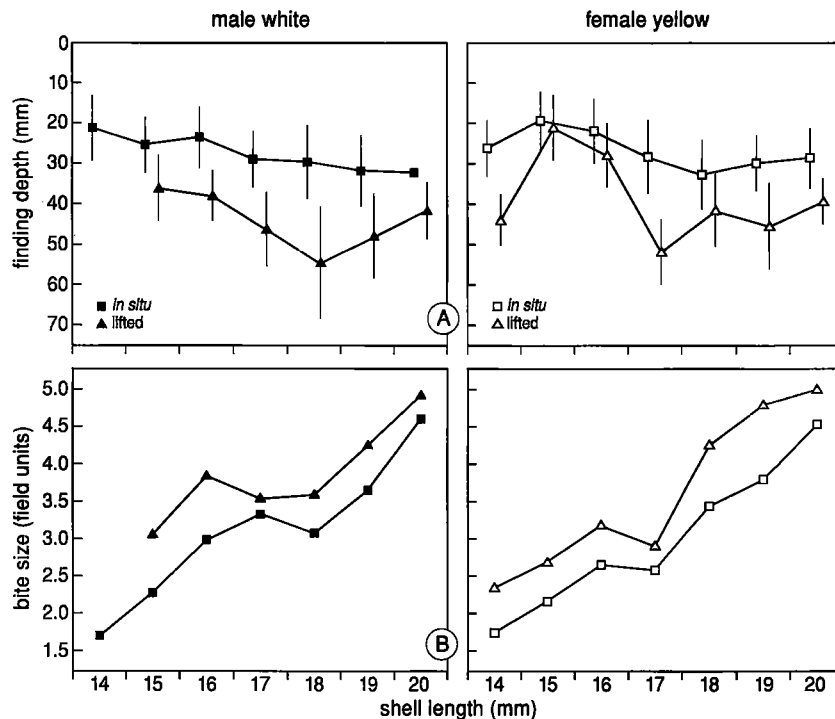 male white
female yellow
0
10
20
30
40
50
60
70
finding depth (mm)
in situ
lifted
A
in situ
lifted
5.0
4.5
4.0
3.5
3.0
2.5
2.0
1.5
bite size (field units)
B
14 15 16 17 18 19 20
14 15 16 17 18 19 20
shell length (mm)